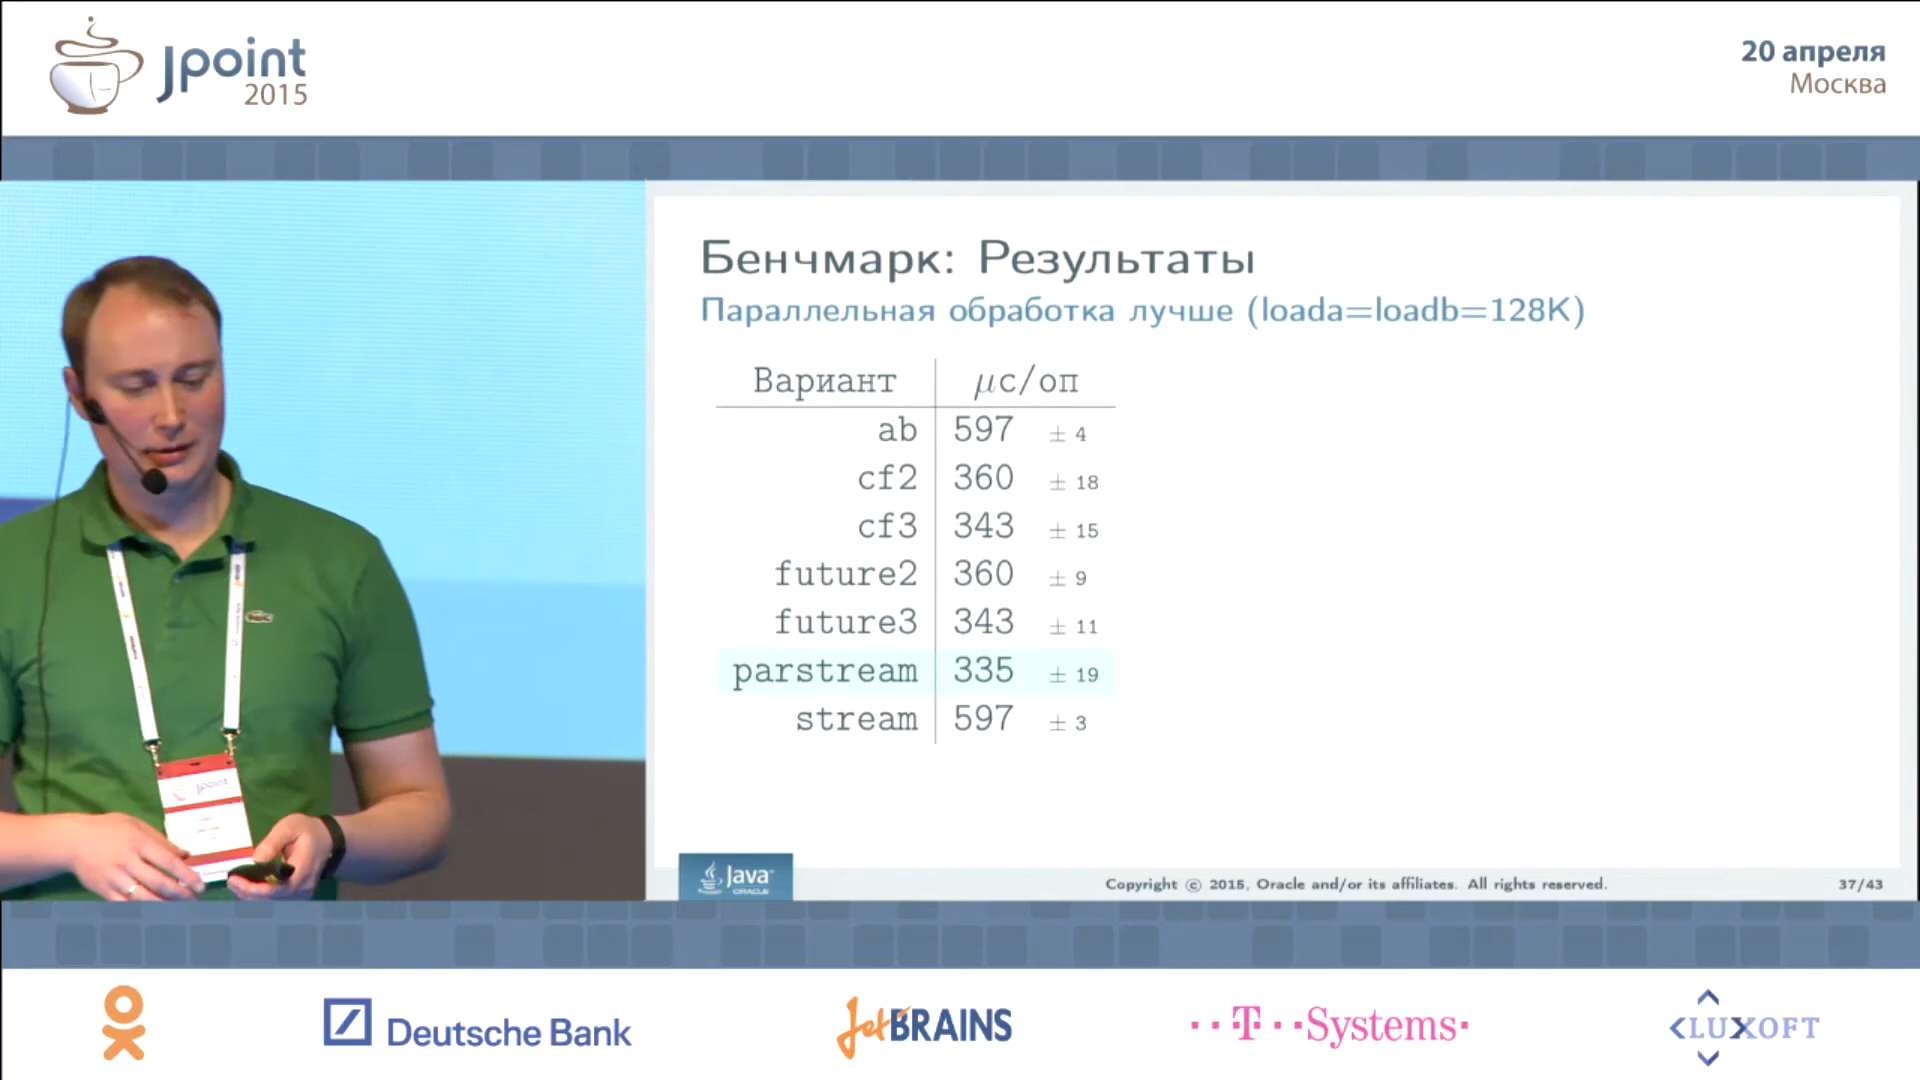 Jpoint
2015
20 апреля
Москва
Бенчмарк: Результаты
Параллельная обработка лучше (loada=loadb=128K)
Вариант μс/оп
ab 597 ± 4
cf2 360 ± 18
cf3 343 ± 15
future2 360 ± 9
future3 343 ± 11
parstream 335 ± 19
stream 597 ± 3
Jpoint
Java
ORACLE
Copyright © 2015, Oracle and/or its affiliates. All rights reserved.
37/43
Deutsche Bank
JetBRAINS
··T··Systems·
LUXOFT